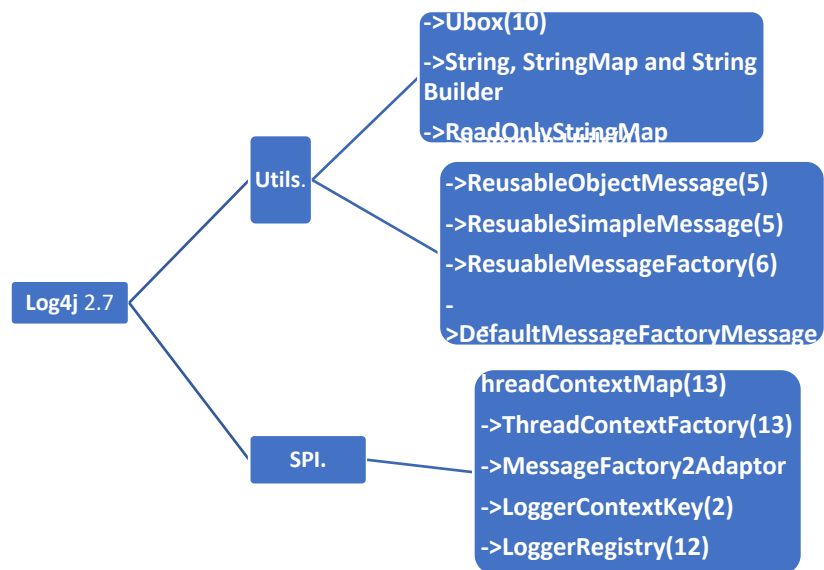 ->Ubox(10)
->String, StringMap and String
Builder
->ReadOnlyStringMap
Utils.
->ReusableObjectMessage(5)
->ResuableSimapleMessage(5)
->ResuableMessageFactory(6)
-
>DefaultMessageFactoryMessage
Log4j 2.7
hreadContextMap(13)
->ThreadContextFactory(13)
SPI.
->MessageFactory2Adaptor
->LoggerContextKey(2)
->LoggerRegistry(12)